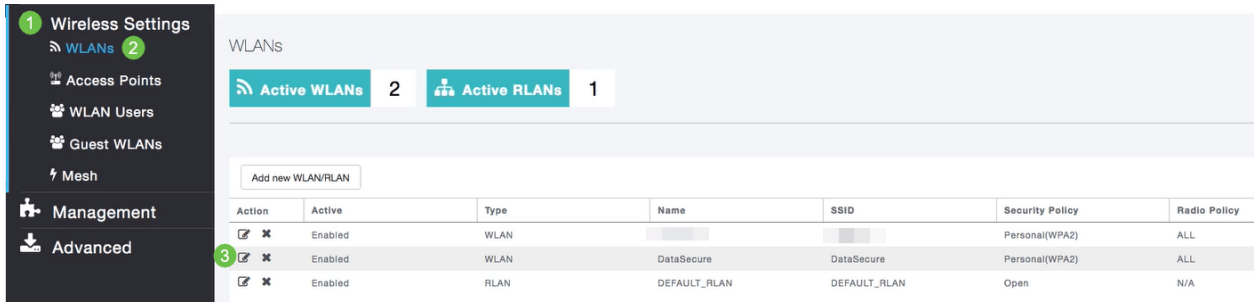 1 Wireless Settings
WLANs 2
Access Points
WLAN Users
Guest WLANs
Mesh
Management
Advanced
WLANs
Active WLANs 2 Active RLANs 1
Add new WLAN/RLAN
Action Active Type Name SSID Security Policy Radio Policy
Enabled WLAN Personal(WPA2) ALL
3 Enabled WLAN DataSecure DataSecure Personal(WPA2) ALL
Enabled RLAN DEFAULT_RLAN DEFAULT_RLAN Open N/A